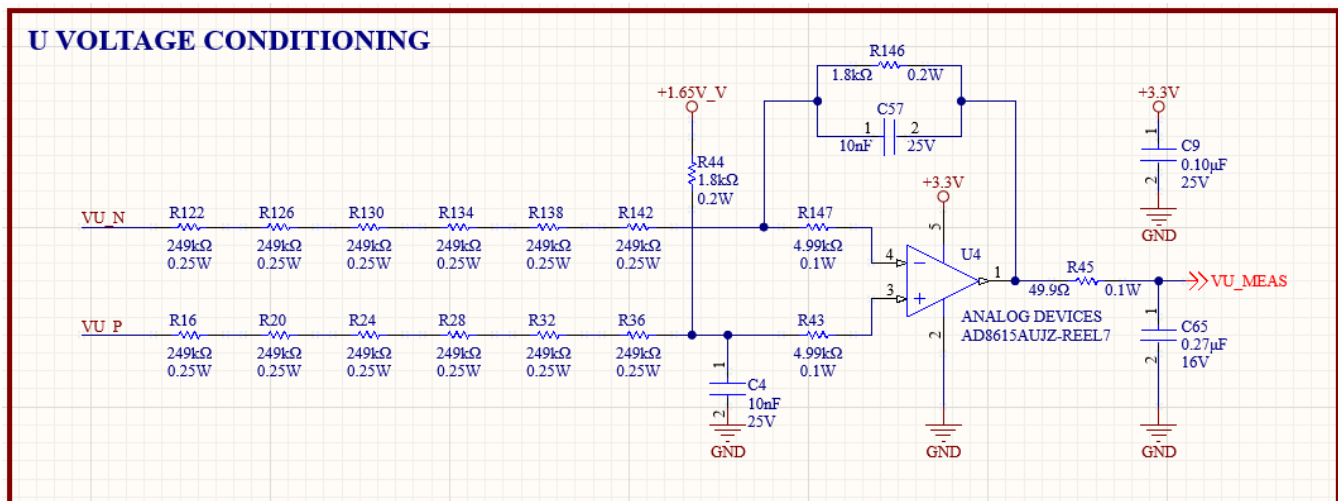 U VOLTAGE CONDITIONING
R146
1.8kΩ 0.2W
+1.65V_V
+3.3V
C57
1 2
10nF 25V
1
C9
0.10µF
25V
2
R44
1.8kΩ
0.2W
+3.3V
VU_N
R122
249kΩ
0.25W
R126
249kΩ
0.25W
R130
249kΩ
0.25W
R134
249kΩ
0.25W
R138
249kΩ
0.25W
R142
249kΩ
0.25W
R147
4.99kΩ
0.1W
5
GND
U4
4
3
1
2
R45
49.9Ω 0.1W
VU_MEAS
ANALOG DEVICES
AD8615AUJZ-REEL7
VU_P
R16
249kΩ
0.25W
R20
249kΩ
0.25W
R24
249kΩ
0.25W
R28
249kΩ
0.25W
R32
249kΩ
0.25W
R36
249kΩ
0.25W
R43
4.99kΩ
0.1W
1
C65
0.27µF
16V
2
1
C4
10nF
25V
2
GND
GND
GND